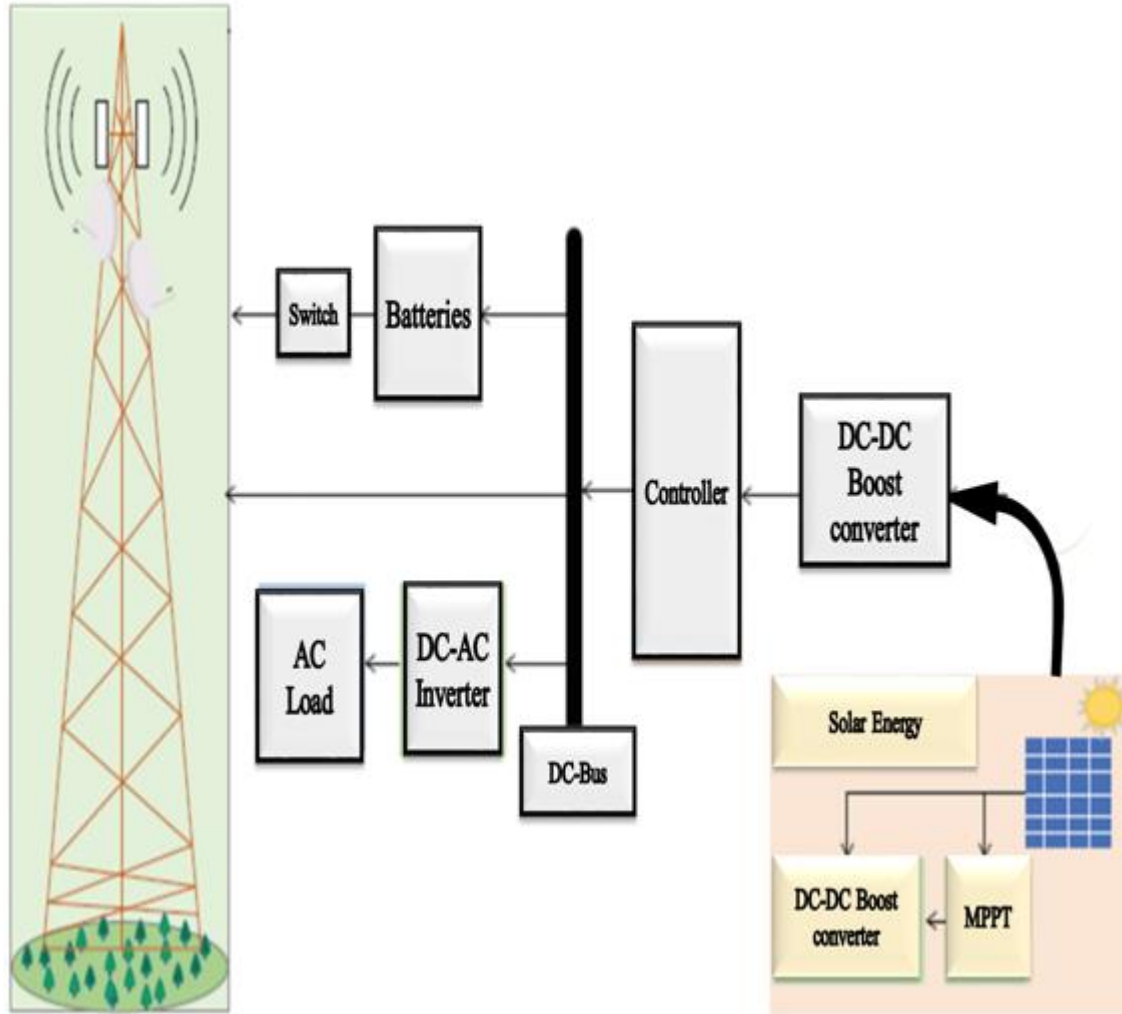 Switch
Batteries
Controller
DC-DC
Boost
converter
AC
Load
DC-AC
Inverter
DC-Bus
Solar Energy
DC-DC Boost
converter
MPPT